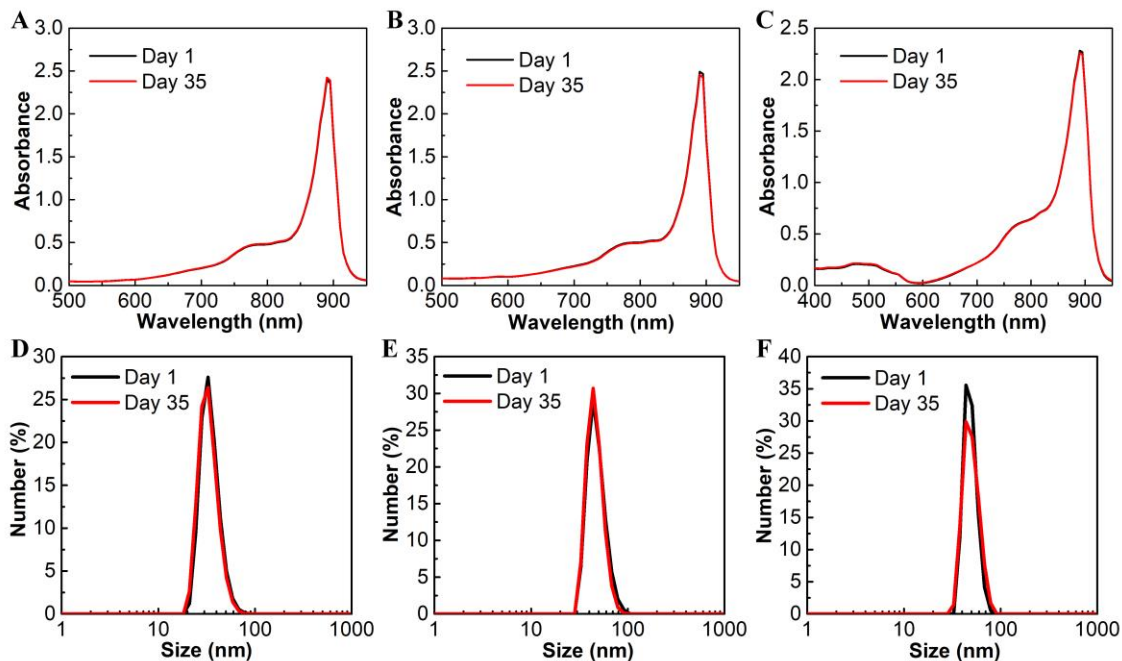 A
3.0
2.5
2.0
1.5
1.0
0.5
0.0
Absorbance
Day 1
Day 35
500 600 700 800 900
Wavelength (nm)
B
3.0
2.5
2.0
1.5
1.0
0.5
0.0
Absorbance
Day 1
Day 35
500 600 700 800 900
Wavelength (nm)
C
2.5
2.0
1.5
1.0
0.5
0.0
Absorbance
Day 1
Day 35
400 500 600 700 800 900
Wavelength (nm)
D
30
25
20
15
10
5
0
Number (%)
Day 1
Day 35
1 10 100 1000
Size (nm)
E
35
30
25
20
15
10
5
0
Number (%)
Day 1
Day 35
1 10 100 1000
Size (nm)
F
40
35
30
25
20
15
10
5
0
Number (%)
Day 1
Day 35
1 10 100 1000
Size (nm)